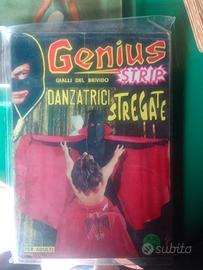 Genius
STRIP
GIALLI DEL BRIVIDO
DANZATRICI
STREGATE
PER ADULTI
subito